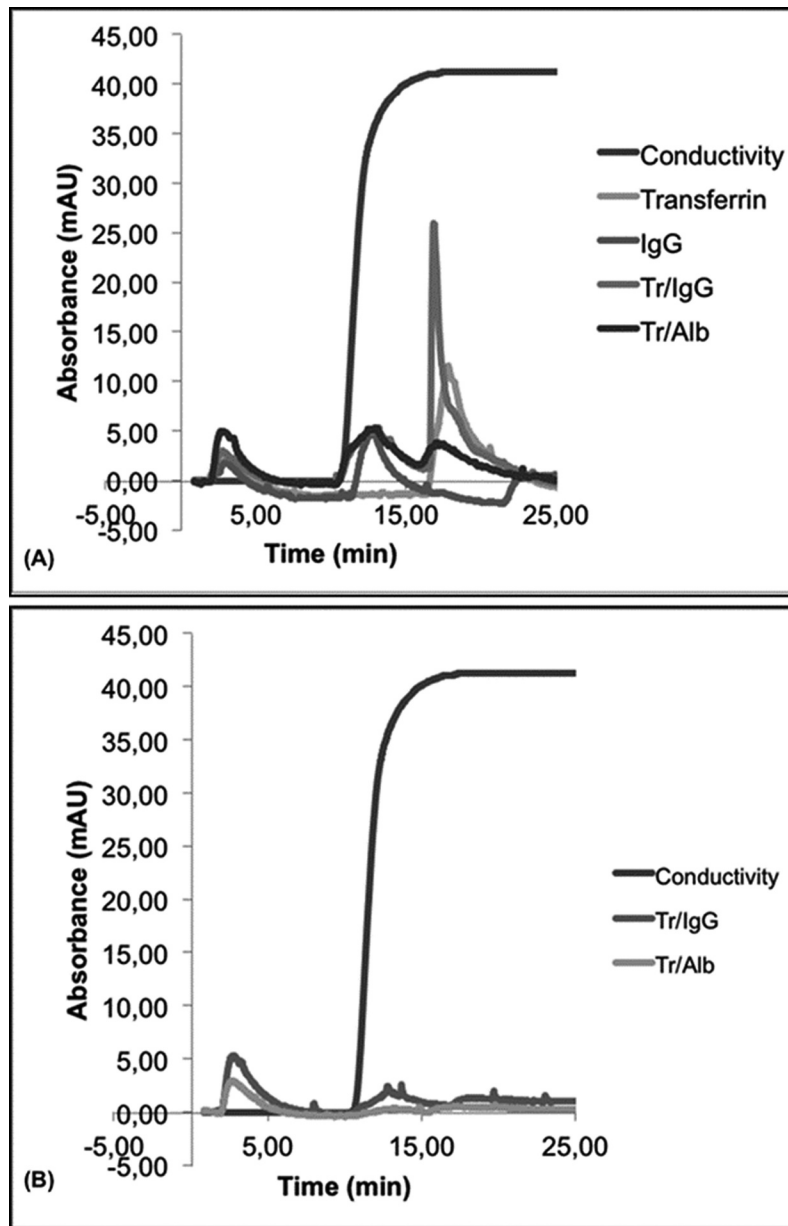 45,00
40,00
35,00
30,00
25,00
20,00
15,00
10,00
5,00
0,00
-5,00
-5,00
5,00
15,00
25,00
Absorbance (mAU)
Time (min)
Conductivity
Transferrin
IgG
Tr/IgG
Tr/Alb
(A)
45,00
40,00
35,00
30,00
25,00
20,00
15,00
10,00
5,00
0,00
-5,00
-5,00
5,00
15,00
25,00
Absorbance (mAU)
Time (min)
Conductivity
Tr/IgG
Tr/Alb
(B)